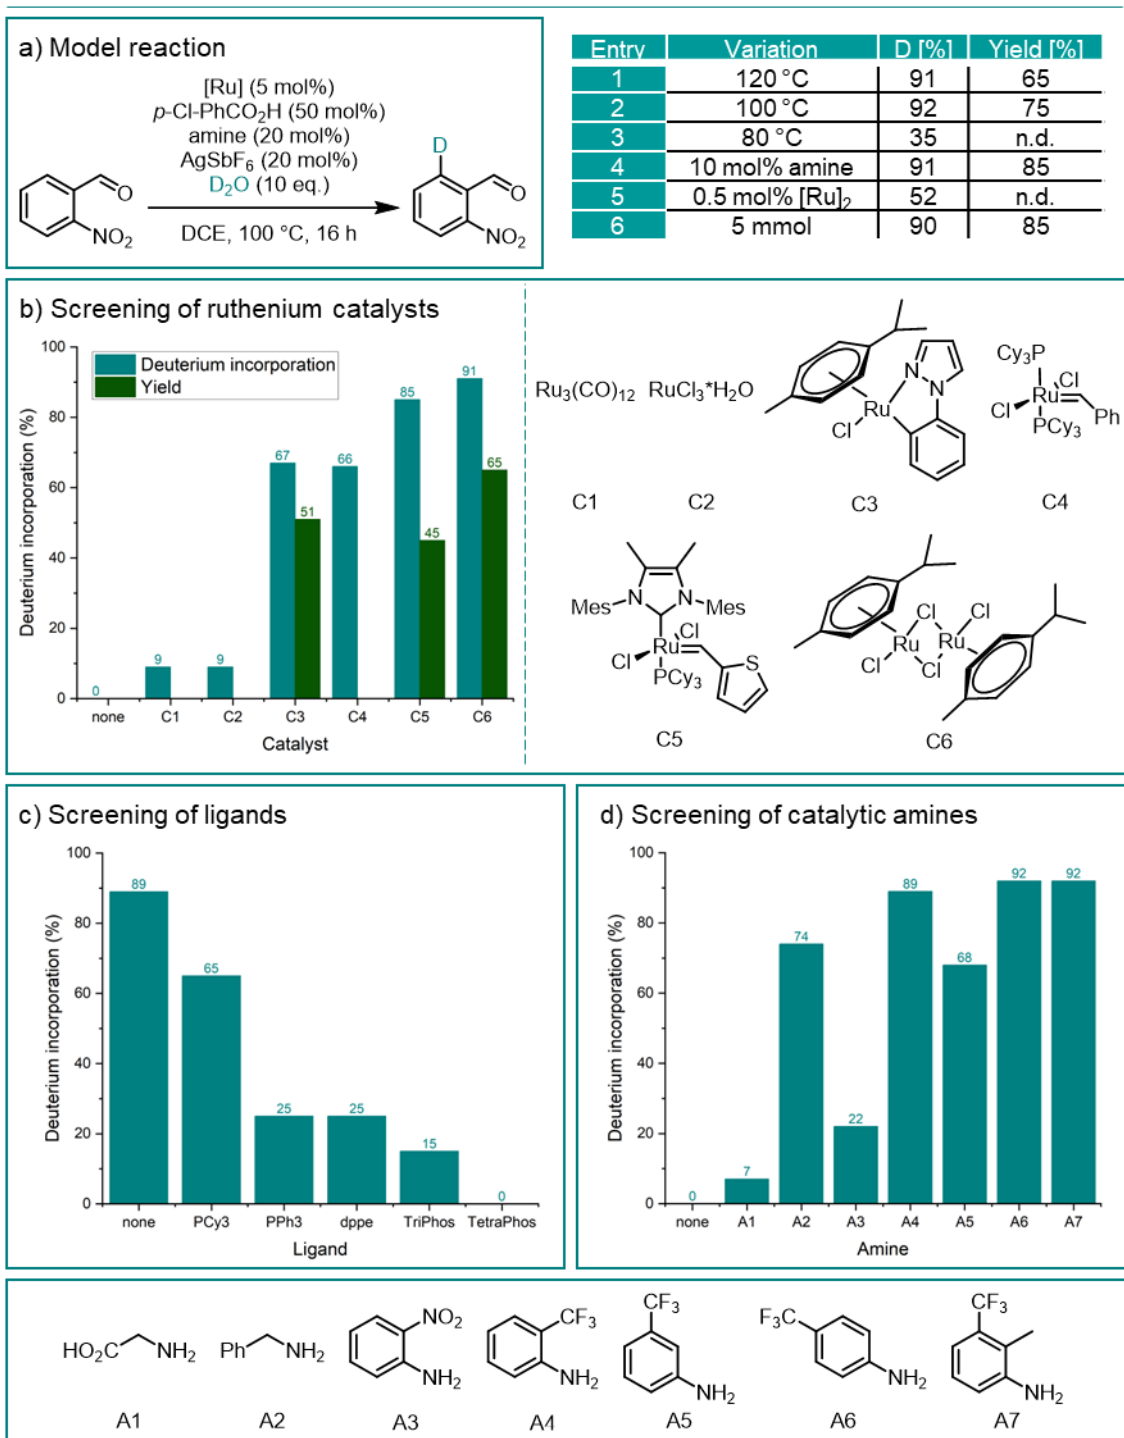 a) Model reaction
[Ru] (5 mol%)
p-Cl-PhCO₂H (50 mol%)
amine (20 mol%)
AgSbF₆ (20 mol%)
D₂O (10 eq.)
DCE, 100 °C, 16 h
O
NO₂
D
O
NO₂
Entry Variation D [%] Yield [%]
1 120 °C 91 65
2 100 °C 92 75
3 80 °C 35 n.d.
4 10 mol% amine 91 85
5 0.5 mol% [Ru]₂ 52 n.d.
6 5 mmol 90 85
b) Screening of ruthenium catalysts
Deuterium incorporation
Yield
Deuterium incorporation (%)
100
80
60
40
20
0
0 9 9 67 51 66 85 45 91 65
none C1 C2 C3 C4 C5 C6
Catalyst
Ru₃(CO)₁₂ RuCl₃*H₂O
N
N
Ru
Cl
Cy₃P
Cl
Ru
Cl
PCy₃
Ph
C1 C2 C3 C4
N N
Mes Mes
Cl
Ru
Cl
PCy₃
S
C5
Cl Cl
Ru Ru
Cl Cl
C6
c) Screening of ligands
Deuterium incorporation (%)
100
80
60
40
20
0
89 65 25 25 15 0
none PCy3 PPh3 dppe TriPhos TetraPhos
Ligand
d) Screening of catalytic amines
Deuterium incorporation (%)
100
80
60
40
20
0
0 7 74 22 89 68 92 92
none A1 A2 A3 A4 A5 A6 A7
Amine
HO₂C NH₂
Ph NH₂
NO₂
NH₂
CF₃
NH₂
CF₃
NH₂
F₃C
NH₂
CF₃
NH₂
A1 A2 A3 A4 A5 A6 A7